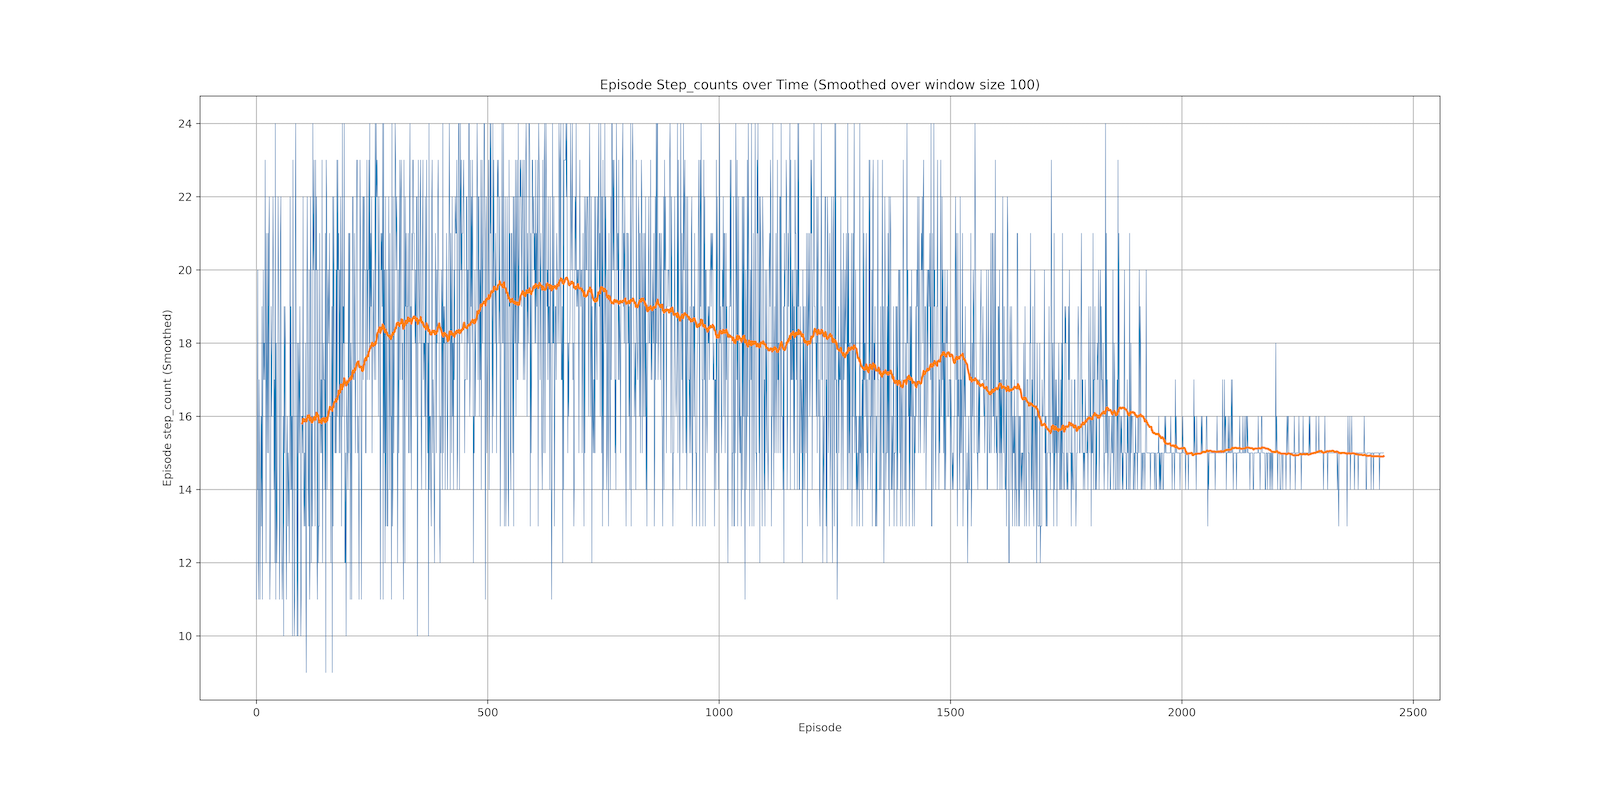 Episode Step_counts over Time (Smoothed over window size 100)
Episode step_count (Smoothed)
24
22
20
18
16
14
12
10
0 500 1000 1500 2000 2500
Episode